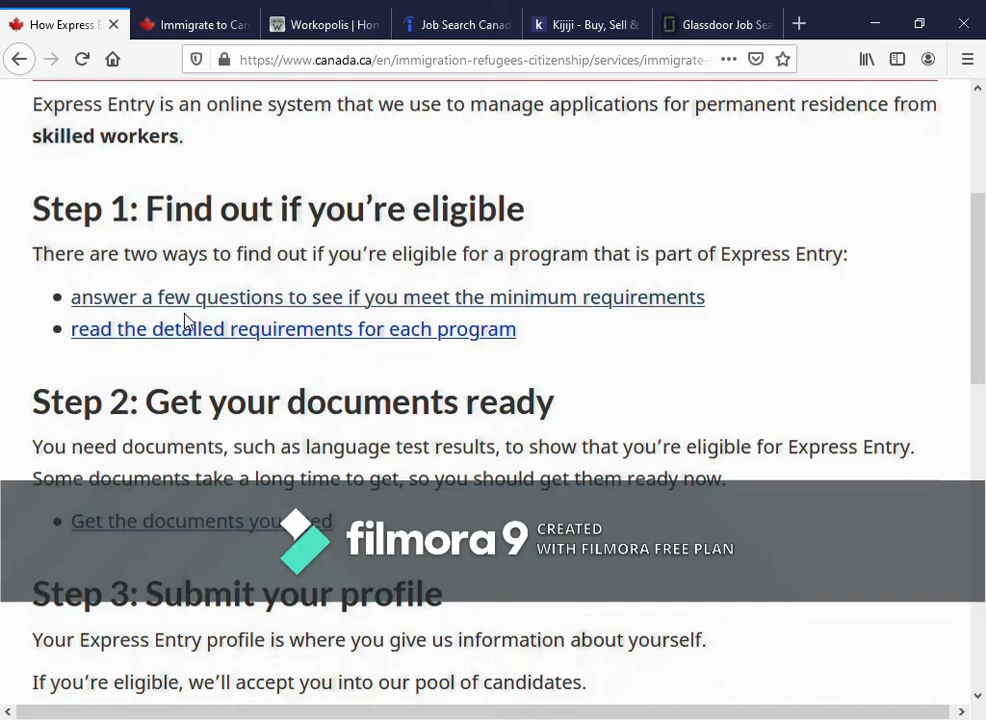 How Express E
Immigrate to Can
Workopolis | Hom
Job Search Canad
Kijiji - Buy, Sell &
Glassdoor Job Sea
https://www.canada.ca/en/immigration-refugees-citizenship/services/immigrate-
Express Entry is an online system that we use to manage applications for permanent residence from
skilled workers.
Step 1: Find out if you're eligible
There are two ways to find out if you're eligible for a program that is part of Express Entry:
• answer a few questions to see if you meet the minimum requirements
• read the detailed requirements for each program
Step 2: Get your documents ready
You need documents, such as language test results, to show that you're eligible for Express Entry.
Some documents take a long time to get, so you should get them ready now.
• Get the documents you need
filmora 9
CREATED
WITH FILMORA FREE PLAN
Step 3: Submit your profile
Your Express Entry profile is where you give us information about yourself.
If you're eligible, we'll accept you into our pool of candidates.